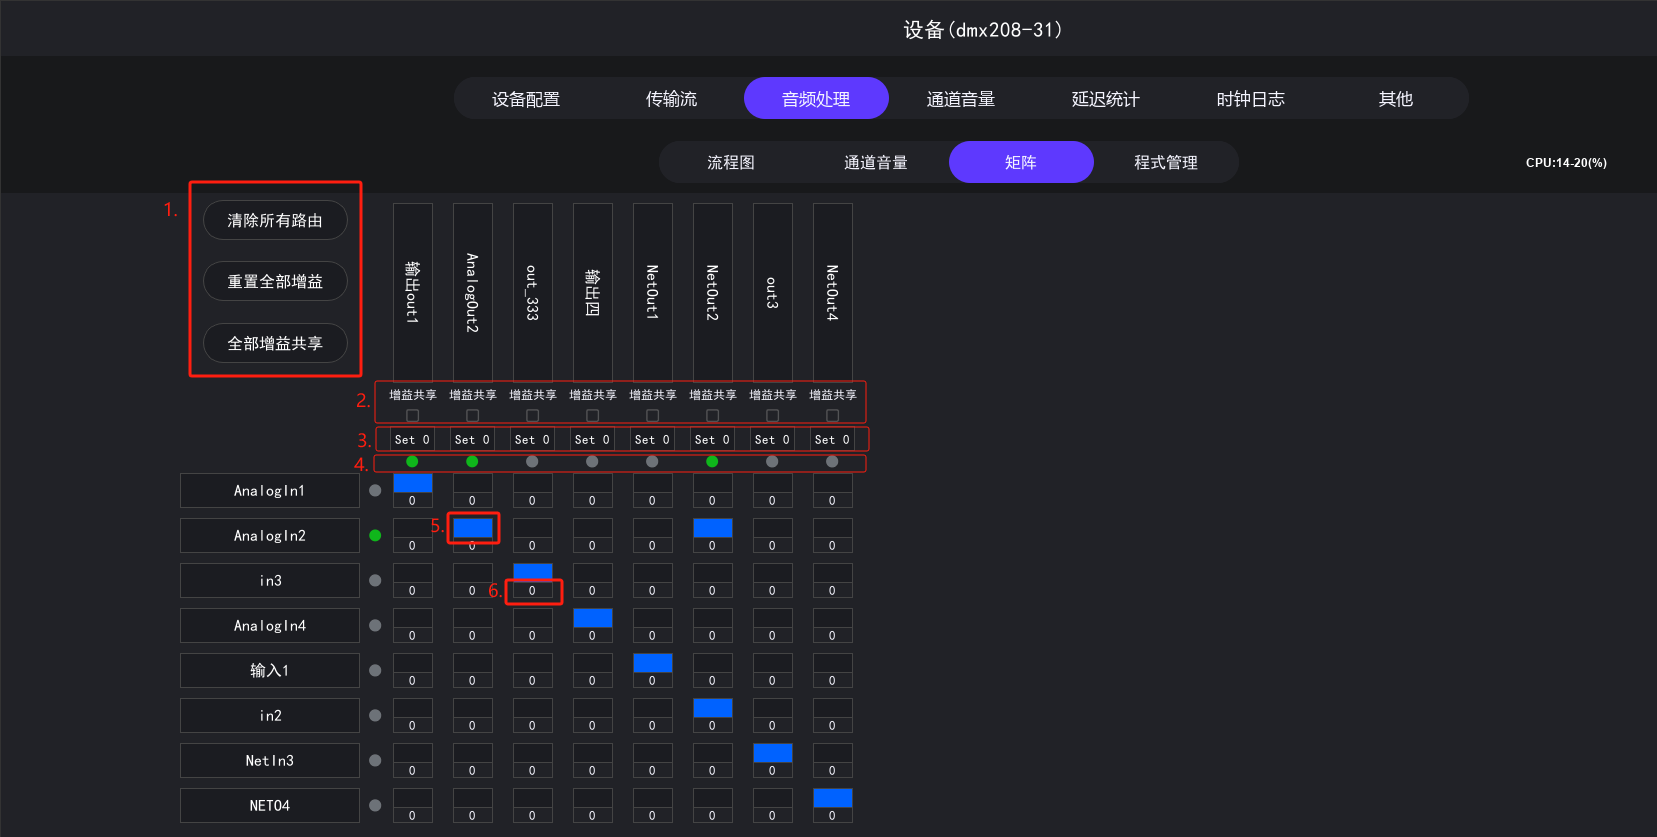 设备(dmx208-31)
设备配置 传输流 音频处理 通道音量 延迟统计 时钟日志 其他
流程图 通道音量 矩阵 程式管理 CPU:14-20(%)
1.
清除所有路由
重置全部增益
全部增益共享
输出out1 AnalogOut2 out_333 输出四 NetOut1 NetOut2 out3 NetOut4
2. 增益共享 增益共享 增益共享 增益共享 增益共享 增益共享 增益共享 增益共享
3. Set 0 Set 0 Set 0 Set 0 Set 0 Set 0 Set 0 Set 0
4.
AnalogIn1 0 0 0 0 0 0 0 0
5.
AnalogIn2 0 0 0 0 0 0 0 0
6.
in3 0 0 0 0 0 0 0 0
AnalogIn4 0 0 0 0 0 0 0 0
输入1 0 0 0 0 0 0 0 0
in2 0 0 0 0 0 0 0 0
NetIn3 0 0 0 0 0 0 0 0
NETO4 0 0 0 0 0 0 0 0